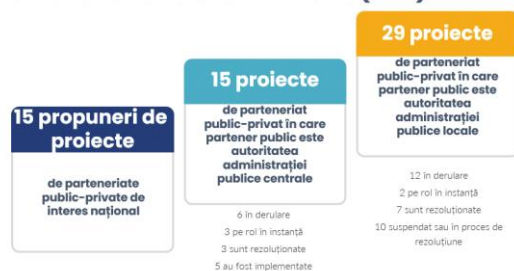 15 propuneri de
proiecte
de parteneriate
public-private de
interes național
15 proiecte
de parteneriat
public-privat în care
partener public este
autoritatea
administrației
publice centrale
6 în derulare
3 pe rol în instanță
3 sunt rezoluționate
5 au fost implementate
29 proiecte
de parteneriat
public-privat în care
partener public este
autoritatea
administrației
publice locale
12 în derulare
2 pe rol în instanță
7 sunt rezoluționate
10 suspendat sau în proces de
rezoluțiune